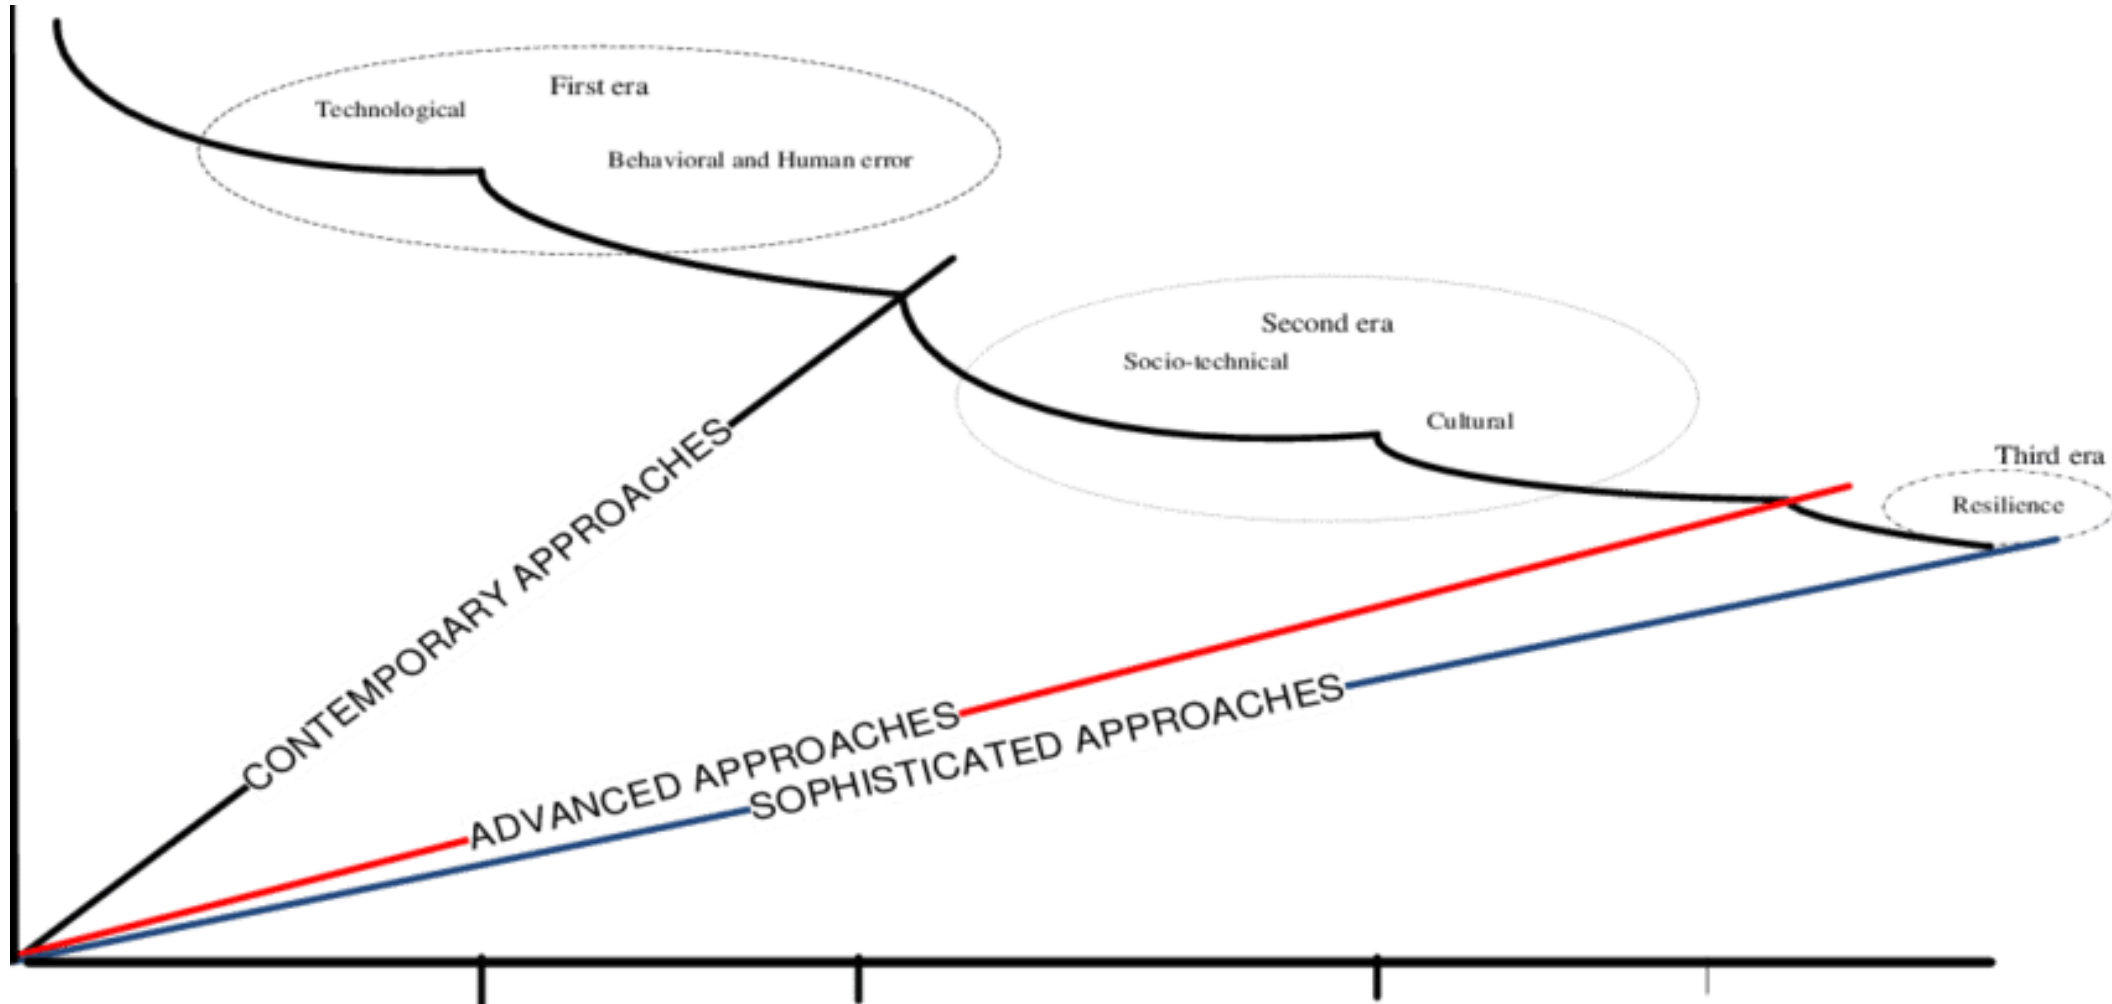 First era
Technological
Behavioral and Human error
Second era
Socio-technical
Cultural
Third era
Resilience
CONTEMPORARY APPROACHES
ADVANCED APPROACHES
SOPHISTICATED APPROACHES